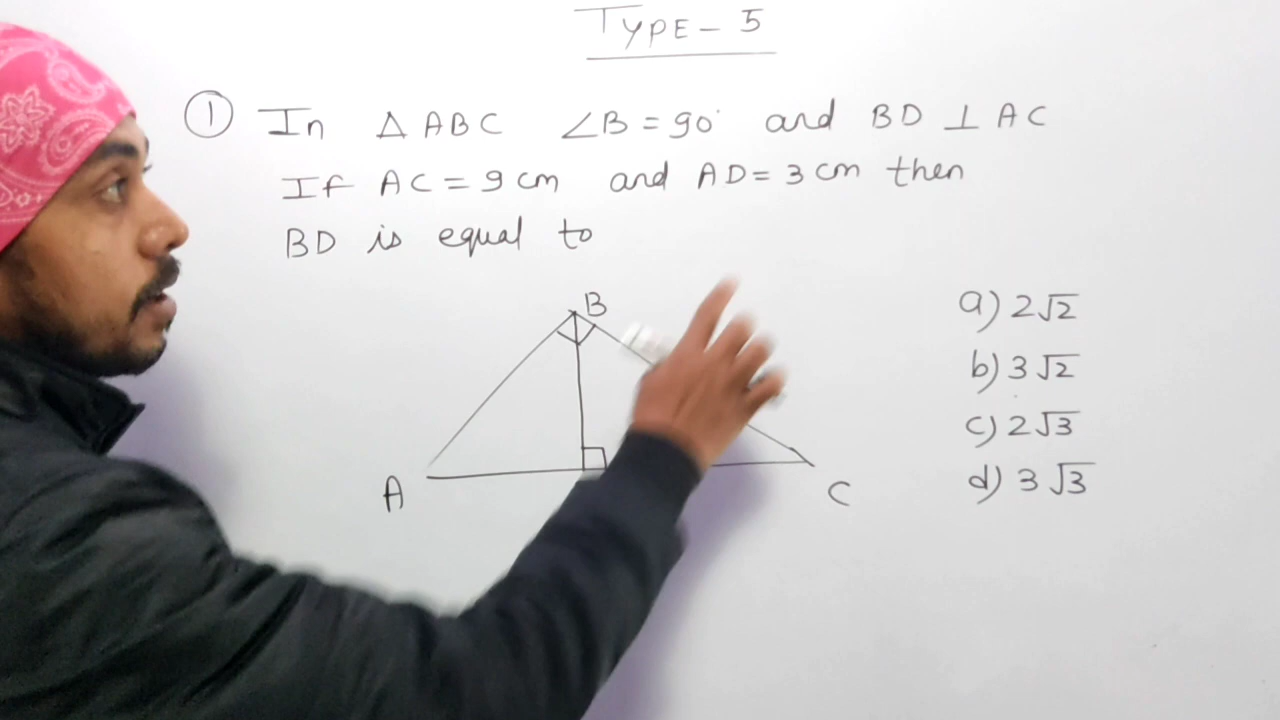 TYPE - 5
① In △ ABC ∠B = 90° and BD ⊥ AC
If AC = 9 cm and AD = 3 cm then
BD is equal to
B
a) 2√2
b) 3√2
c) 2√3
d) 3√3
A
C